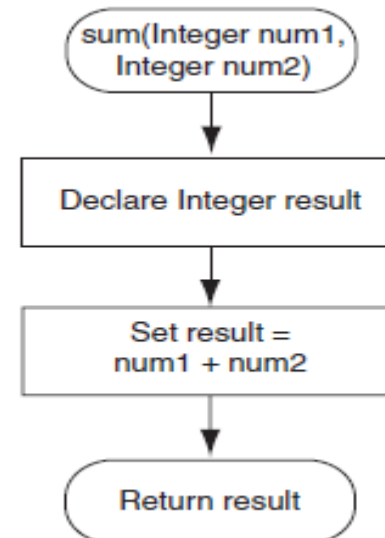 sum(Integer num1,
Integer num2)
Declare Integer result
Set result =
num1 + num2
Return result